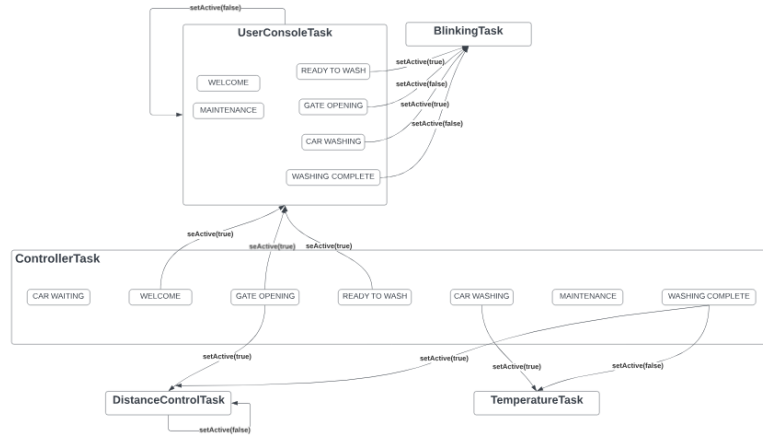 setActive(false)
UserConsoleTask
BlinkingTask
READY TO WASH
setActive(true)
WELCOME
setActive(false)
MAINTENANCE
GATE OPENING
setActive(true)
setActive(false)
CAR WASHING
WASHING COMPLETE
seActive(true)
seActive(true)
seActive(true)
ControllerTask
CAR WAITING
WELCOME
GATE OPENING
READY TO WASH
CAR WASHING
MAINTENANCE
WASHING COMPLETE
setActive(true)
setActive(true)
setActive(true)
setActive(false)
DistanceControlTask
TemperatureTask
setActive(false)